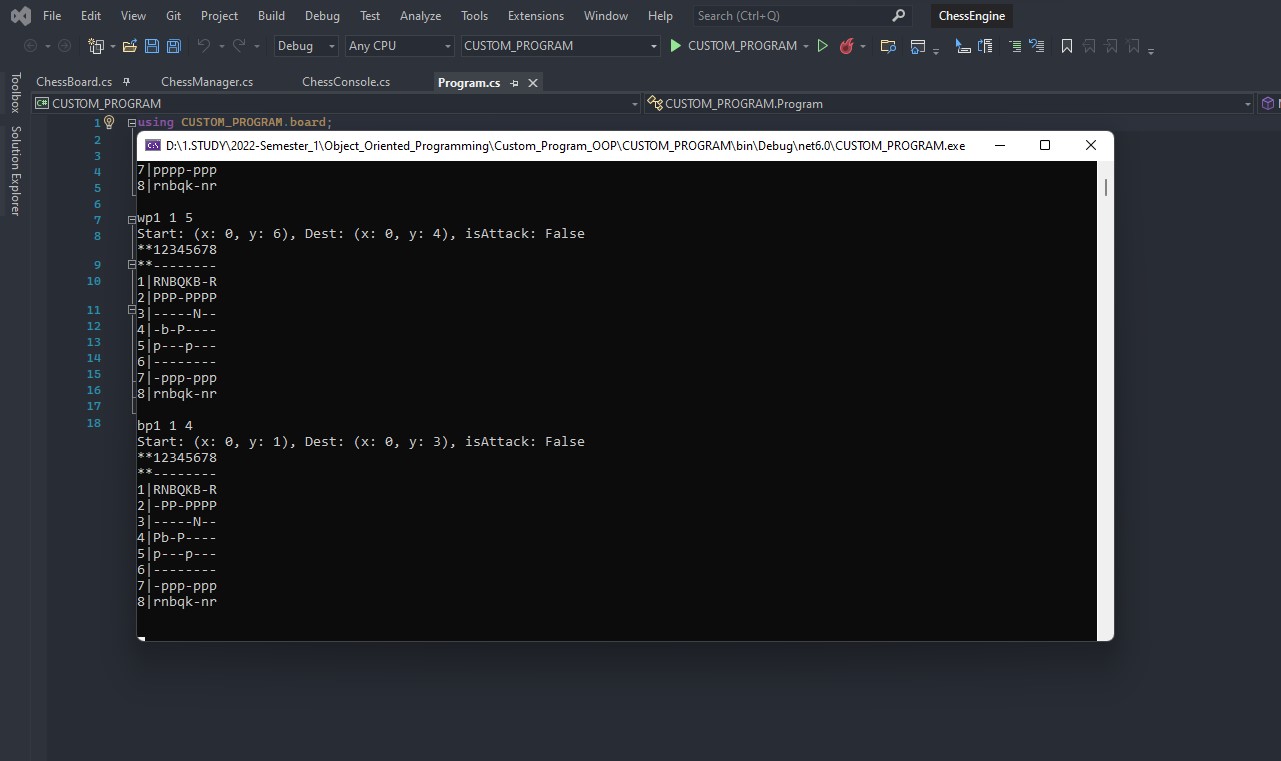 File Edit View Git Project Build Debug Test Analyze Tools Extensions Window Help Search (Ctrl+Q) ChessEngine
Debug Any CPU CUSTOM_PROGRAM CUSTOM_PROGRAM
Toolbox
Solution Explorer
ChessBoard.cs ChessManager.cs ChessConsole.cs Program.cs
C# CUSTOM_PROGRAM CUSTOM_PROGRAM.Program
1 using CUSTOM_PROGRAM.board;
2
3
4
5
6
7
8
9
10
11
12
13
14
15
16
17
18
D:\1.STUDY\2022-Semester_1\Object_Oriented_Programming\Custom_Program_OOP\CUSTOM_PROGRAM\bin\Debug\net6.0\CUSTOM_PROGRAM.exe
7|pppp-ppp
8|rnbqk-nr
wp1 1 5
Start: (x: 0, y: 6), Dest: (x: 0, y: 4), isAttack: False
**12345678
**--------
1|RNBQKB-R
2|PPP-PPPP
3|-----N--
4|-b-P----
5|p---p---
6|--------
7|-ppp-ppp
8|rnbqk-nr
bp1 1 4
Start: (x: 0, y: 1), Dest: (x: 0, y: 3), isAttack: False
**12345678
**--------
1|RNBQKB-R
2|-PP-PPPP
3|-----N--
4|Pb-P----
5|p---p---
6|--------
7|-ppp-ppp
8|rnbqk-nr